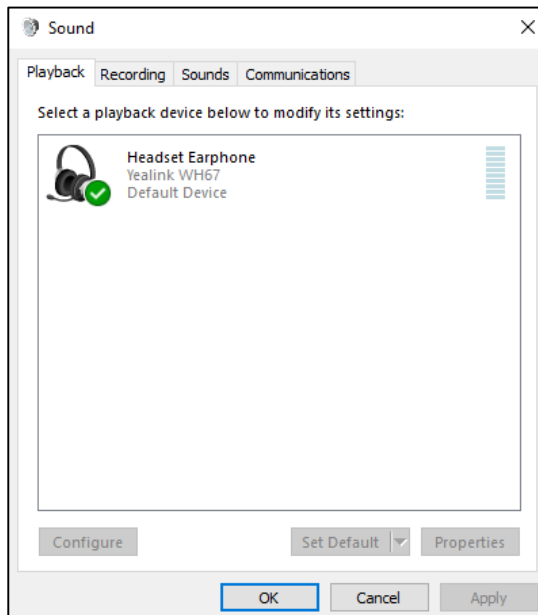 Sound
Playback Recording Sounds Communications
Select a playback device below to modify its settings:
Headset Earphone
Yealink WH67
Default Device
Configure Set Default Properties
OK Cancel Apply